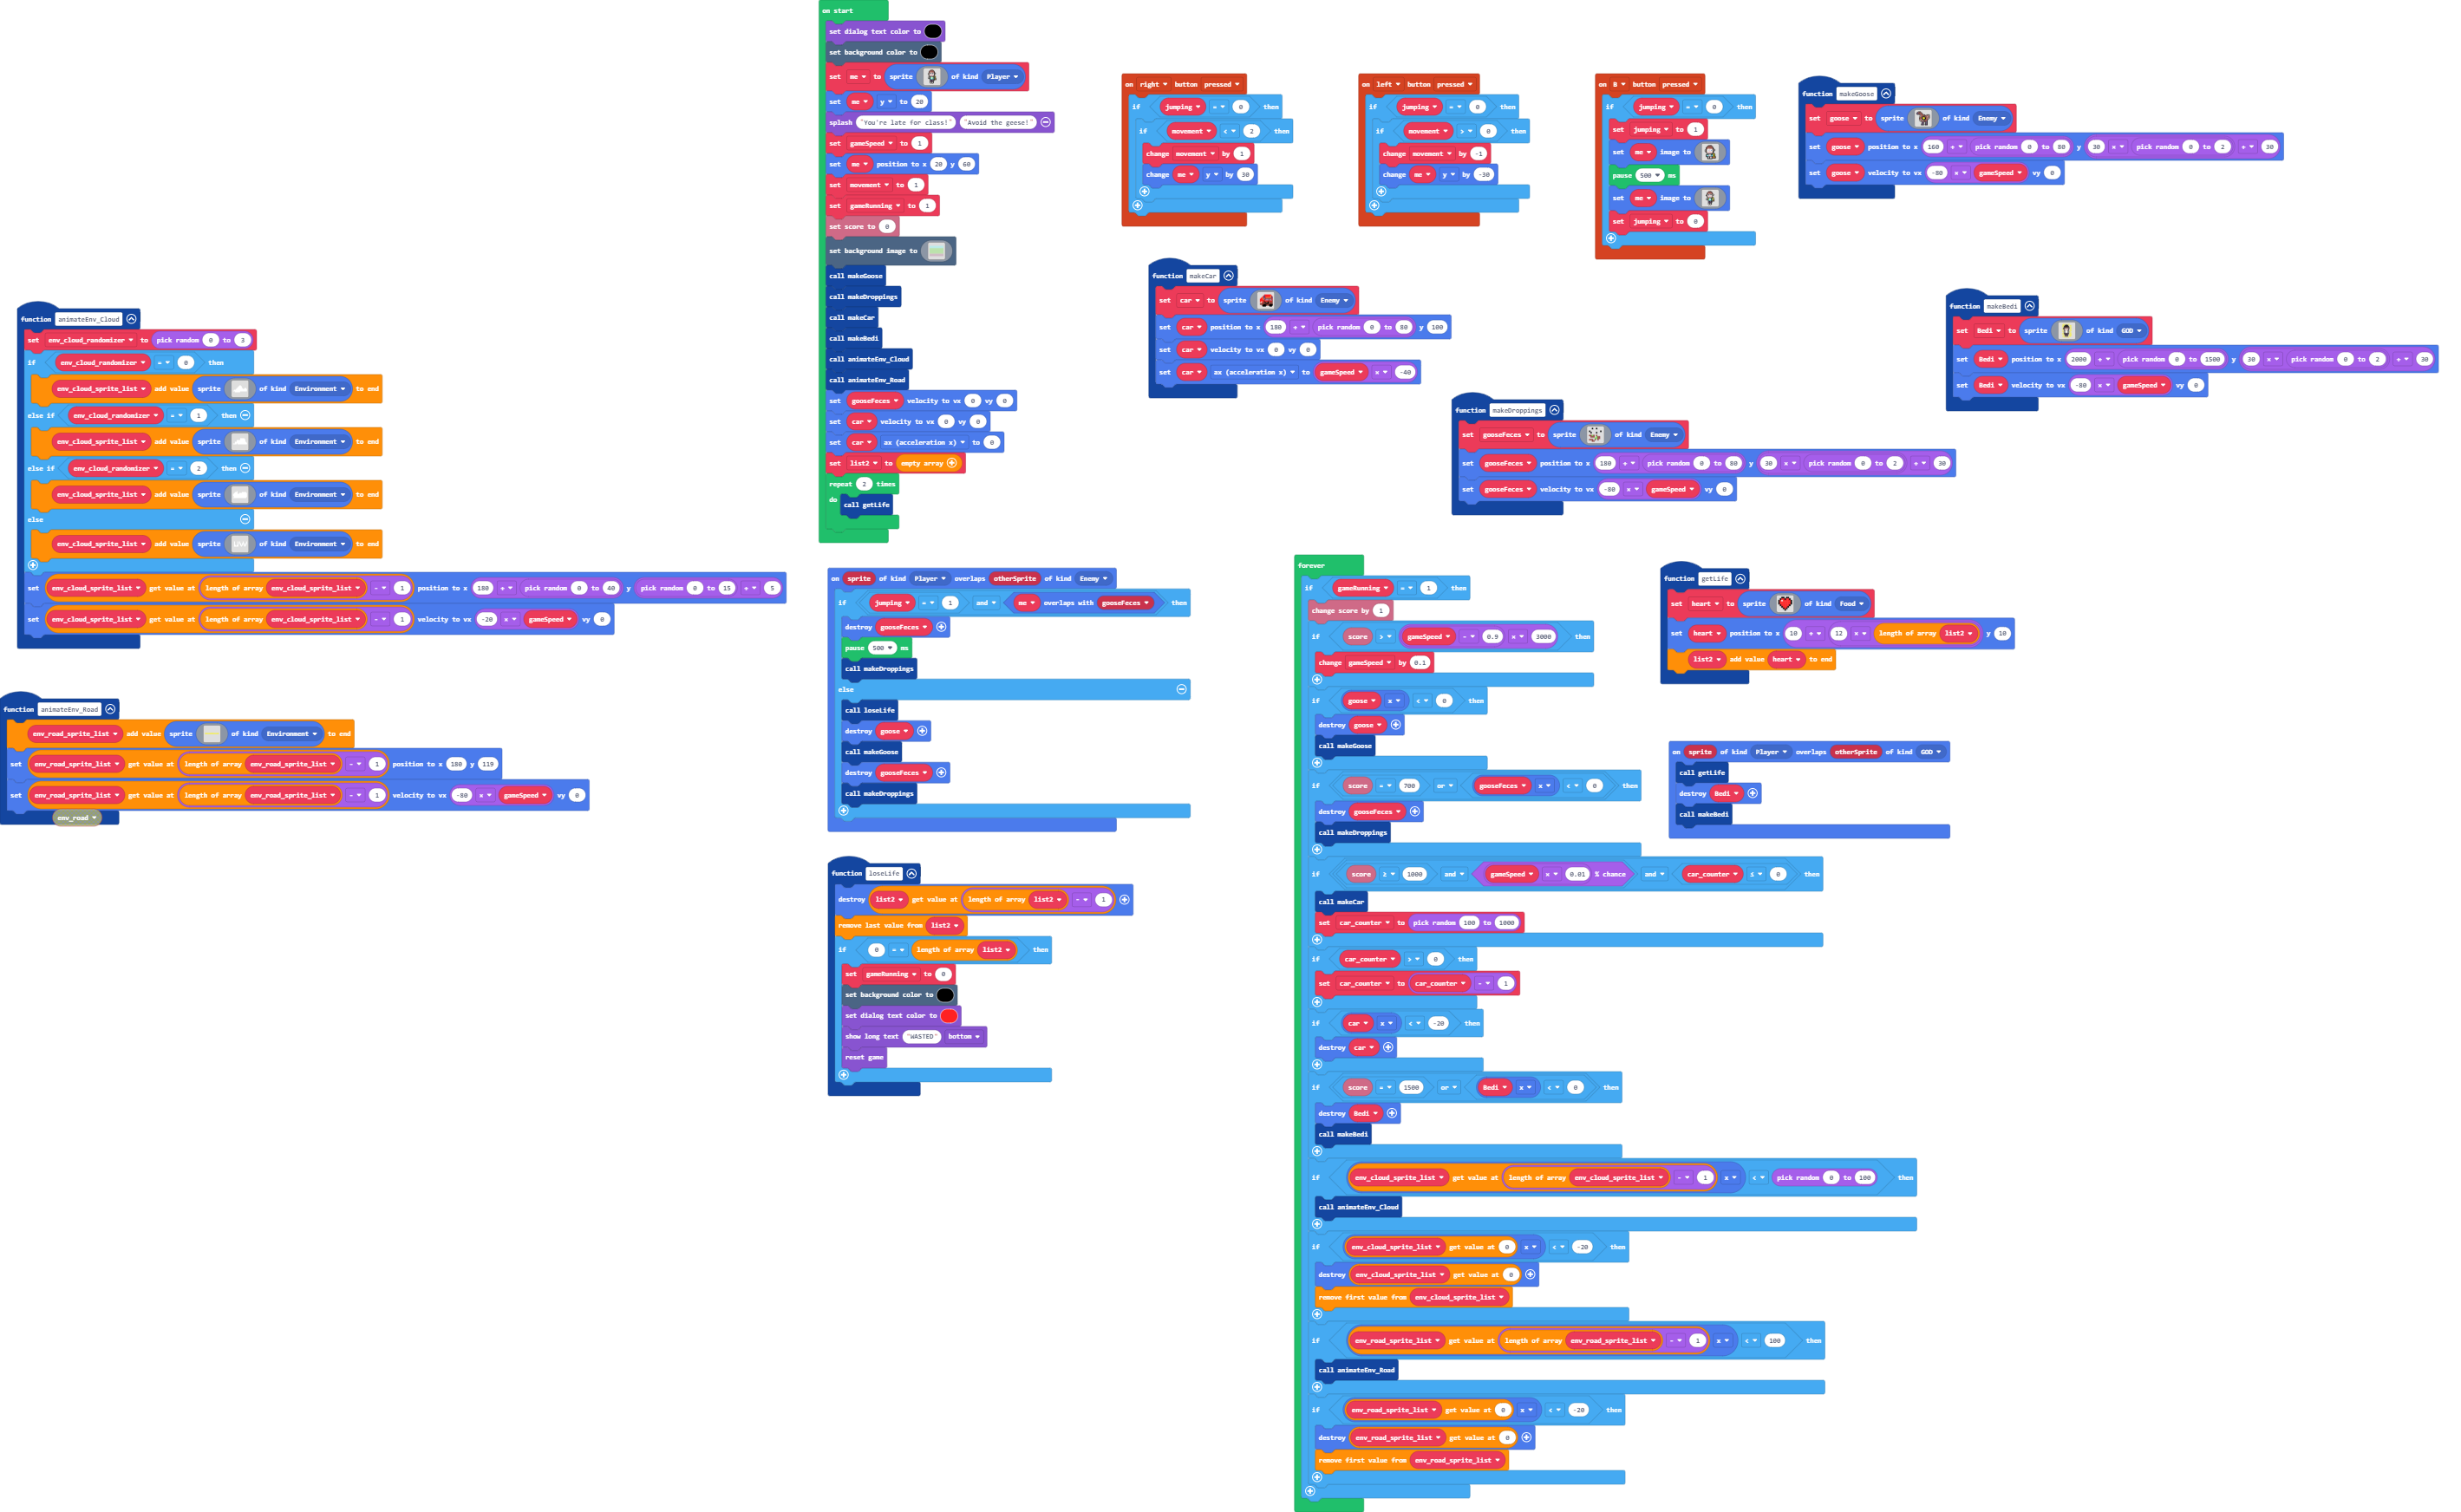 on start
set dialog text color to
set background color to
set me to sprite of kind Player
set me y to 20
splash "You're late for class!" "Avoid the geese!"
set gameSpeed to 1
set me position to x 20 y 60
set movement to 1
set gameRunning to 1
set score to 0
set background image to
call makeGoose
call makeDroppings
call makeCar
call makeBedi
call animateEnv_Cloud
call animateEnv_Road
set gooseFeces velocity to vx 0 vy 0
set car velocity to vx 0 vy 0
set car ax (acceleration x) to 0
set list2 to empty array
repeat 2 times
do
call getLife
on right button pressed
if jumping = 0 then
if movement < 2 then
change movement by 1
change me y by 30
on left button pressed
if jumping = 0 then
if movement > 0 then
change movement by -1
change me y by -30
on B button pressed
if jumping = 0 then
set jumping to 1
set me image to
pause 500 ms
set me image to
set jumping to 0
function makeGoose
set goose to sprite of kind Enemy
set goose position to x 160 + pick random 0 to 80 y 30 × pick random 0 to 2 + 30
set goose velocity to vx -80 × gameSpeed vy 0
function makeCar
set car to sprite of kind Enemy
set car position to x 180 + pick random 0 to 80 y 100
set car velocity to vx 0 vy 0
set car ax (acceleration x) to gameSpeed × -40
function makeBedi
set Bedi to sprite of kind GOD
set Bedi position to x 2000 + pick random 0 to 1500 y 30 × pick random 0 to 2 + 30
set Bedi velocity to vx -80 × gameSpeed vy 0
function makeDroppings
set gooseFeces to sprite of kind Enemy
set gooseFeces position to x 180 + pick random 0 to 80 y 30 × pick random 0 to 2 + 30
set gooseFeces velocity to vx -80 × gameSpeed vy 0
function animateEnv_Cloud
set env_cloud_randomizer to pick random 0 to 3
if env_cloud_randomizer = 0 then
env_cloud_sprite_list add value sprite of kind Environment to end
else if env_cloud_randomizer = 1 then
env_cloud_sprite_list add value sprite of kind Environment to end
else if env_cloud_randomizer = 2 then
env_cloud_sprite_list add value sprite of kind Environment to end
else
env_cloud_sprite_list add value sprite of kind Environment to end
set env_cloud_sprite_list get value at length of array env_cloud_sprite_list - 1 position to x 180 + pick random 0 to 40 y pick random 0 to 15 + 5
set env_cloud_sprite_list get value at length of array env_cloud_sprite_list - 1 velocity to vx -20 × gameSpeed vy 0
function animateEnv_Road
env_road_sprite_list add value sprite of kind Environment to end
set env_road_sprite_list get value at length of array env_road_sprite_list - 1 position to x 180 y 119
set env_road_sprite_list get value at length of array env_road_sprite_list - 1 velocity to vx -80 × gameSpeed vy 0
env_road
on sprite of kind Player overlaps otherSprite of kind Enemy
if jumping = 1 and me overlaps with gooseFeces then
destroy gooseFeces
pause 500 ms
call makeDroppings
else
call loseLife
destroy goose
call makeGoose
destroy gooseFeces
call makeDroppings
function loseLife
destroy list2 get value at length of array list2 - 1
remove last value from list2
if 0 = length of array list2 then
set gameRunning to 0
set background color to
set dialog text color to
show long text "WASTED" bottom
reset game
forever
if gameRunning = 1 then
change score by 1
if score > gameSpeed - 0.9 × 3000 then
change gameSpeed by 0.1
if goose x < 0 then
destroy goose
call makeGoose
if score = 700 or gooseFeces x < 0 then
destroy gooseFeces
call makeDroppings
if score ≥ 1000 and gameSpeed × 0.01 % chance and car_counter ≤ 0 then
call makeCar
set car_counter to pick random 100 to 1000
if car_counter > 0 then
set car_counter to car_counter - 1
if car x < -20 then
destroy car
if score = 1500 or Bedi x < 0 then
destroy Bedi
call makeBedi
if env_cloud_sprite_list get value at length of array env_cloud_sprite_list - 1 x < pick random 0 to 100 then
call animateEnv_Cloud
if env_cloud_sprite_list get value at 0 x < -20 then
destroy env_cloud_sprite_list get value at 0
remove first value from env_cloud_sprite_list
if env_road_sprite_list get value at length of array env_road_sprite_list - 1 x < 100 then
call animateEnv_Road
if env_road_sprite_list get value at 0 x < -20 then
destroy env_road_sprite_list get value at 0
remove first value from env_road_sprite_list
function getLife
set heart to sprite of kind Food
set heart position to x 10 + 12 × length of array list2 y 10
list2 add value heart to end
on sprite of kind Player overlaps otherSprite of kind GOD
call getLife
destroy Bedi
call makeBedi